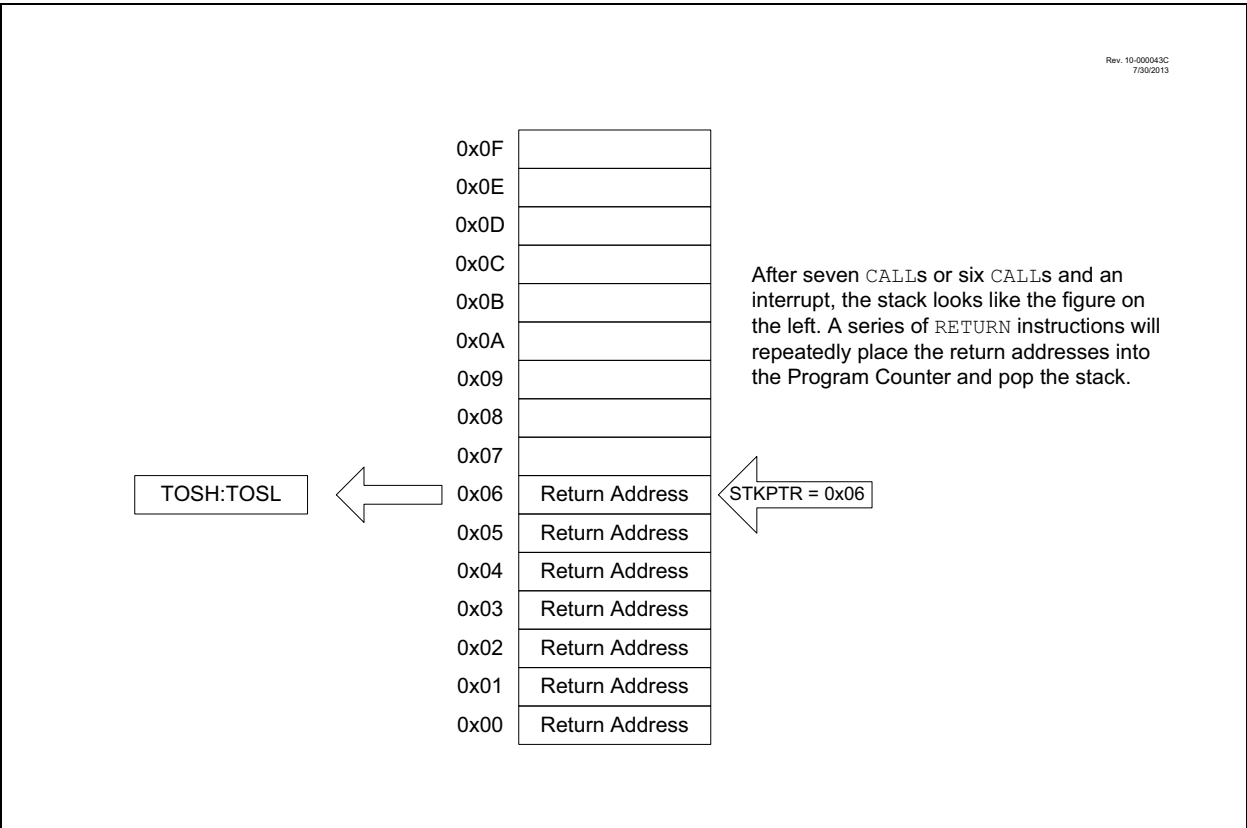 Rev. 10-000043C
7/30/2013
0x0F
0x0E
0x0D
0x0C
0x0B
0x0A
0x09
0x08
0x07
After seven CALLs or six CALLs and an
interrupt, the stack looks like the figure on
the left. A series of RETURN instructions will
repeatedly place the return addresses into
the Program Counter and pop the stack.
TOSH:TOSL 0x06 Return Address STKPTR = 0x06
0x05 Return Address
0x04 Return Address
0x03 Return Address
0x02 Return Address
0x01 Return Address
0x00 Return Address